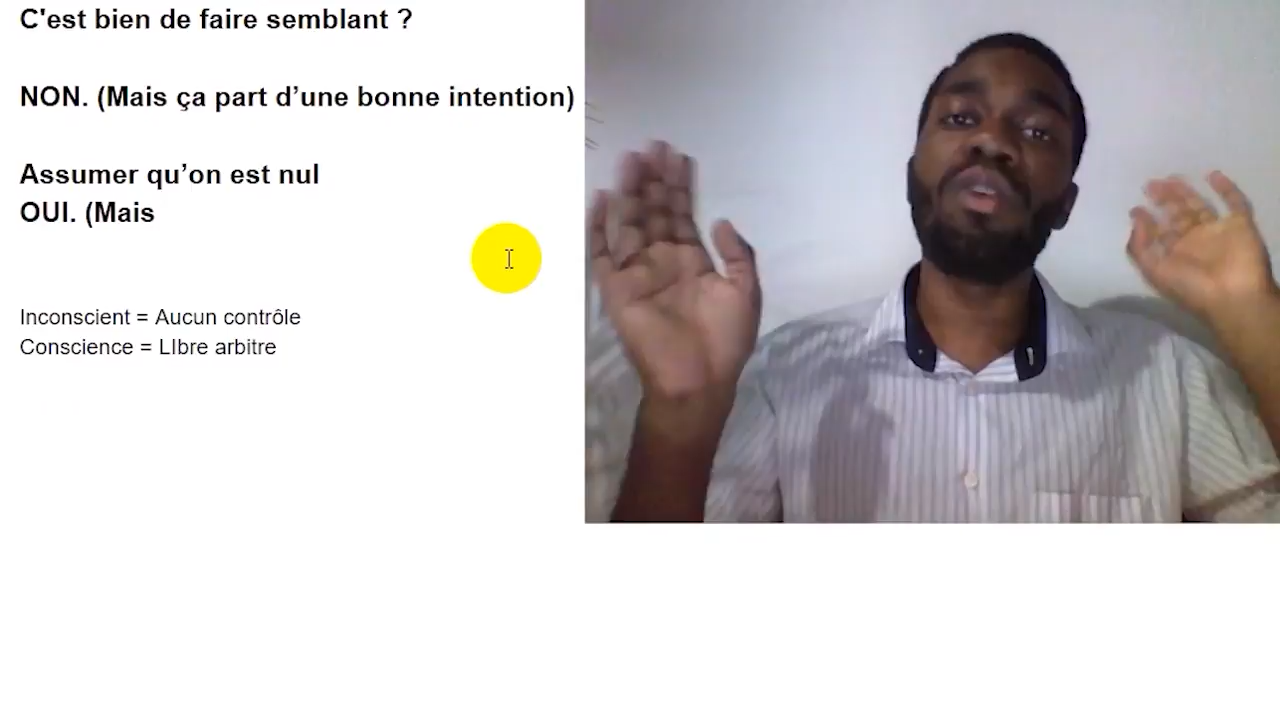 C'est bien de faire semblant ?
NON. (Mais ça part d’une bonne intention)
Assumer qu’on est nul
OUI. (Mais
Inconscient = Aucun contrôle
Conscience = LIbre arbitre